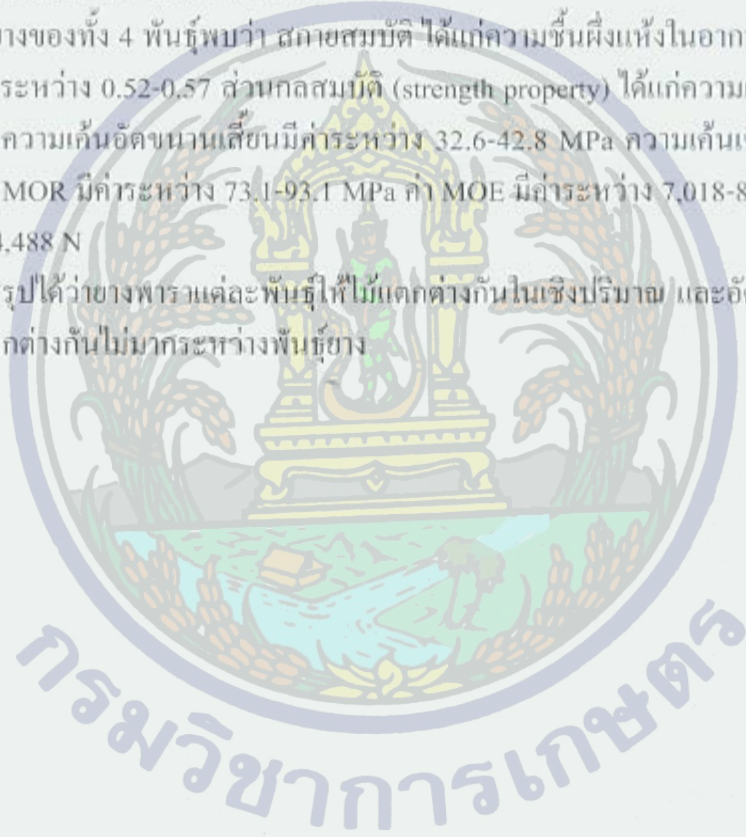 างของทั้ง 4 พันธุ์พบว่า สกายสมบัติ ได้แก่ความชื้นผึ่งแห้งในอาก
ระหว่าง 0.52-0.57 ส่วนกลสมบัติ (strength property) ได้แก่ความ
ความเค้นอัดขนานเสี้ยนมีค่าระหว่าง 32.6-42.8 MPa ความเค้น
MOR มีค่าระหว่าง 73.1-93.1 MPa ค่า MOE มีค่าระหว่าง 7,018-8
4,488 N
รุปได้ว่ายางพาราแต่ละพันธุ์ให้ไม้แตกต่างกันในเชิงปริมาณ และอั
กต่างกันไม่มากระหว่างพันธุ์ยาง
กรมวิชาการเกษตร